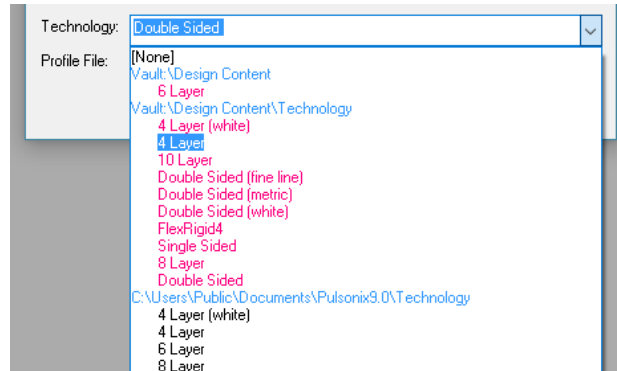 Technology: Double Sided
Profile File: [None]
Vault:\Design Content
6 Layer
Vault:\Design Content\Technology
4 Layer (white)
4 Layer
10 Layer
Double Sided (fine line)
Double Sided (metric)
Double Sided (white)
FlexRigid4
Single Sided
8 Layer
Double Sided
C:\Users\Public\Documents\Pulsonix9.0\Technology
4 Layer (white)
4 Layer
6 Layer
8 Layer